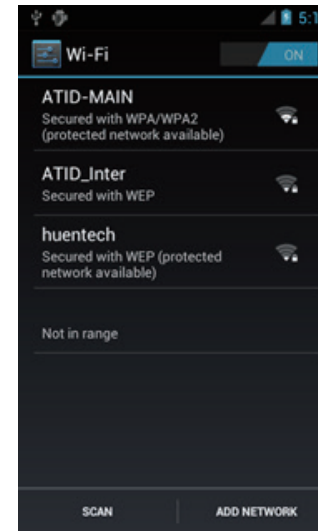 5:1
Wi-Fi
ON
ATID-MAIN
Secured with WPA/WPA2
(protected network available)
ATID_Inter
Secured with WEP
huentech
Secured with WEP (protected
network available)
Not in range
SCAN
ADD NETWORK